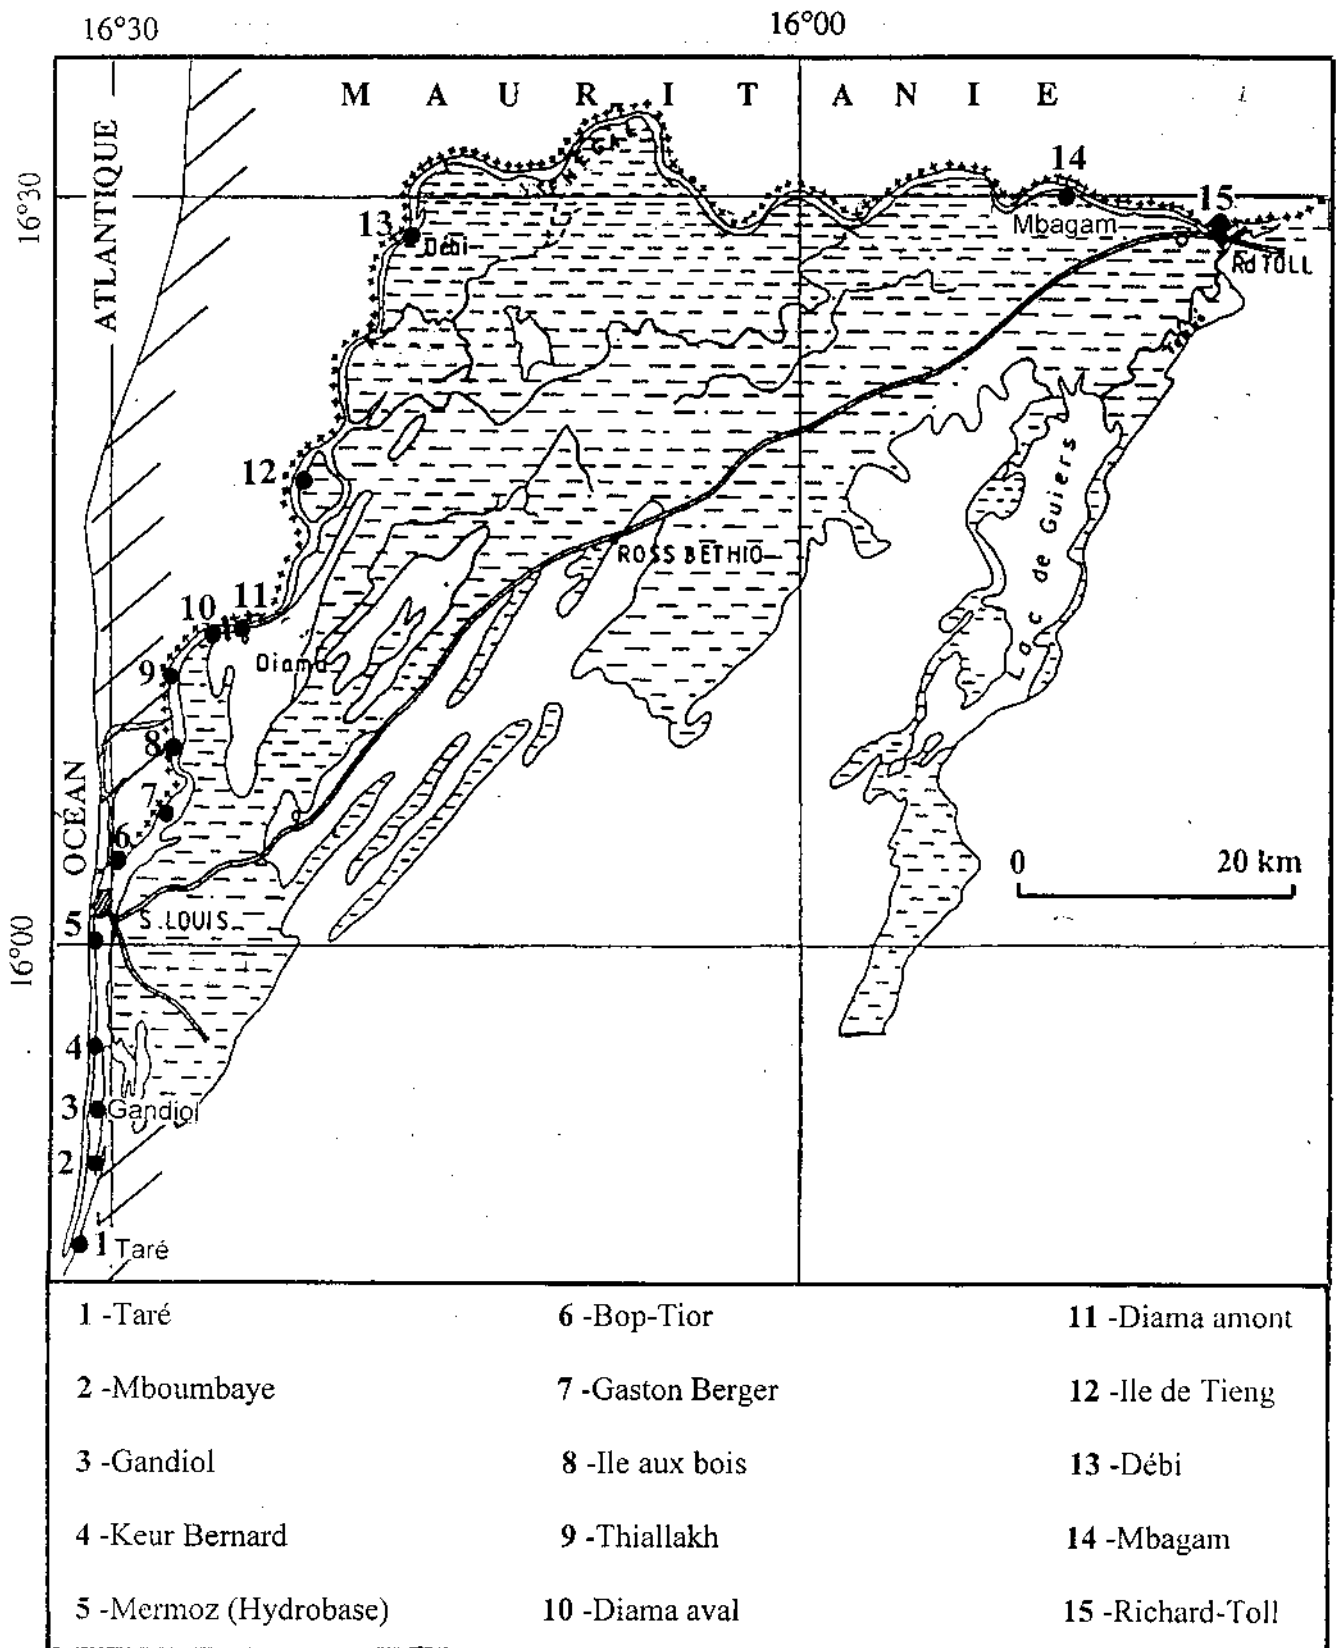 16°30
16°00
M A U R I T A N I E
ATLANTIQUE
OCÉAN
16°30
16°00
SENEGAL
14
Mbagam
15
Rd TOLL
13
Débi
12
Lac de Guiers
ROSS BETHIO
11
10
Diama
9
8
7
6
0 20 km
5
S. LOUIS
4
3 Gandiol
2
1 Taré
1 -Taré 6 -Bop-Tior 11 -Diama amont
2 -Mboumbaye 7 -Gaston Berger 12 -Ile de Tieng
3 -Gandiol 8 -Ile aux bois 13 -Débi
4 -Keur Bernard 9 -Thiallakh 14 -Mbagam
5 -Mermoz (Hydrobase) 10 -Diama aval 15 -Richard-Toll